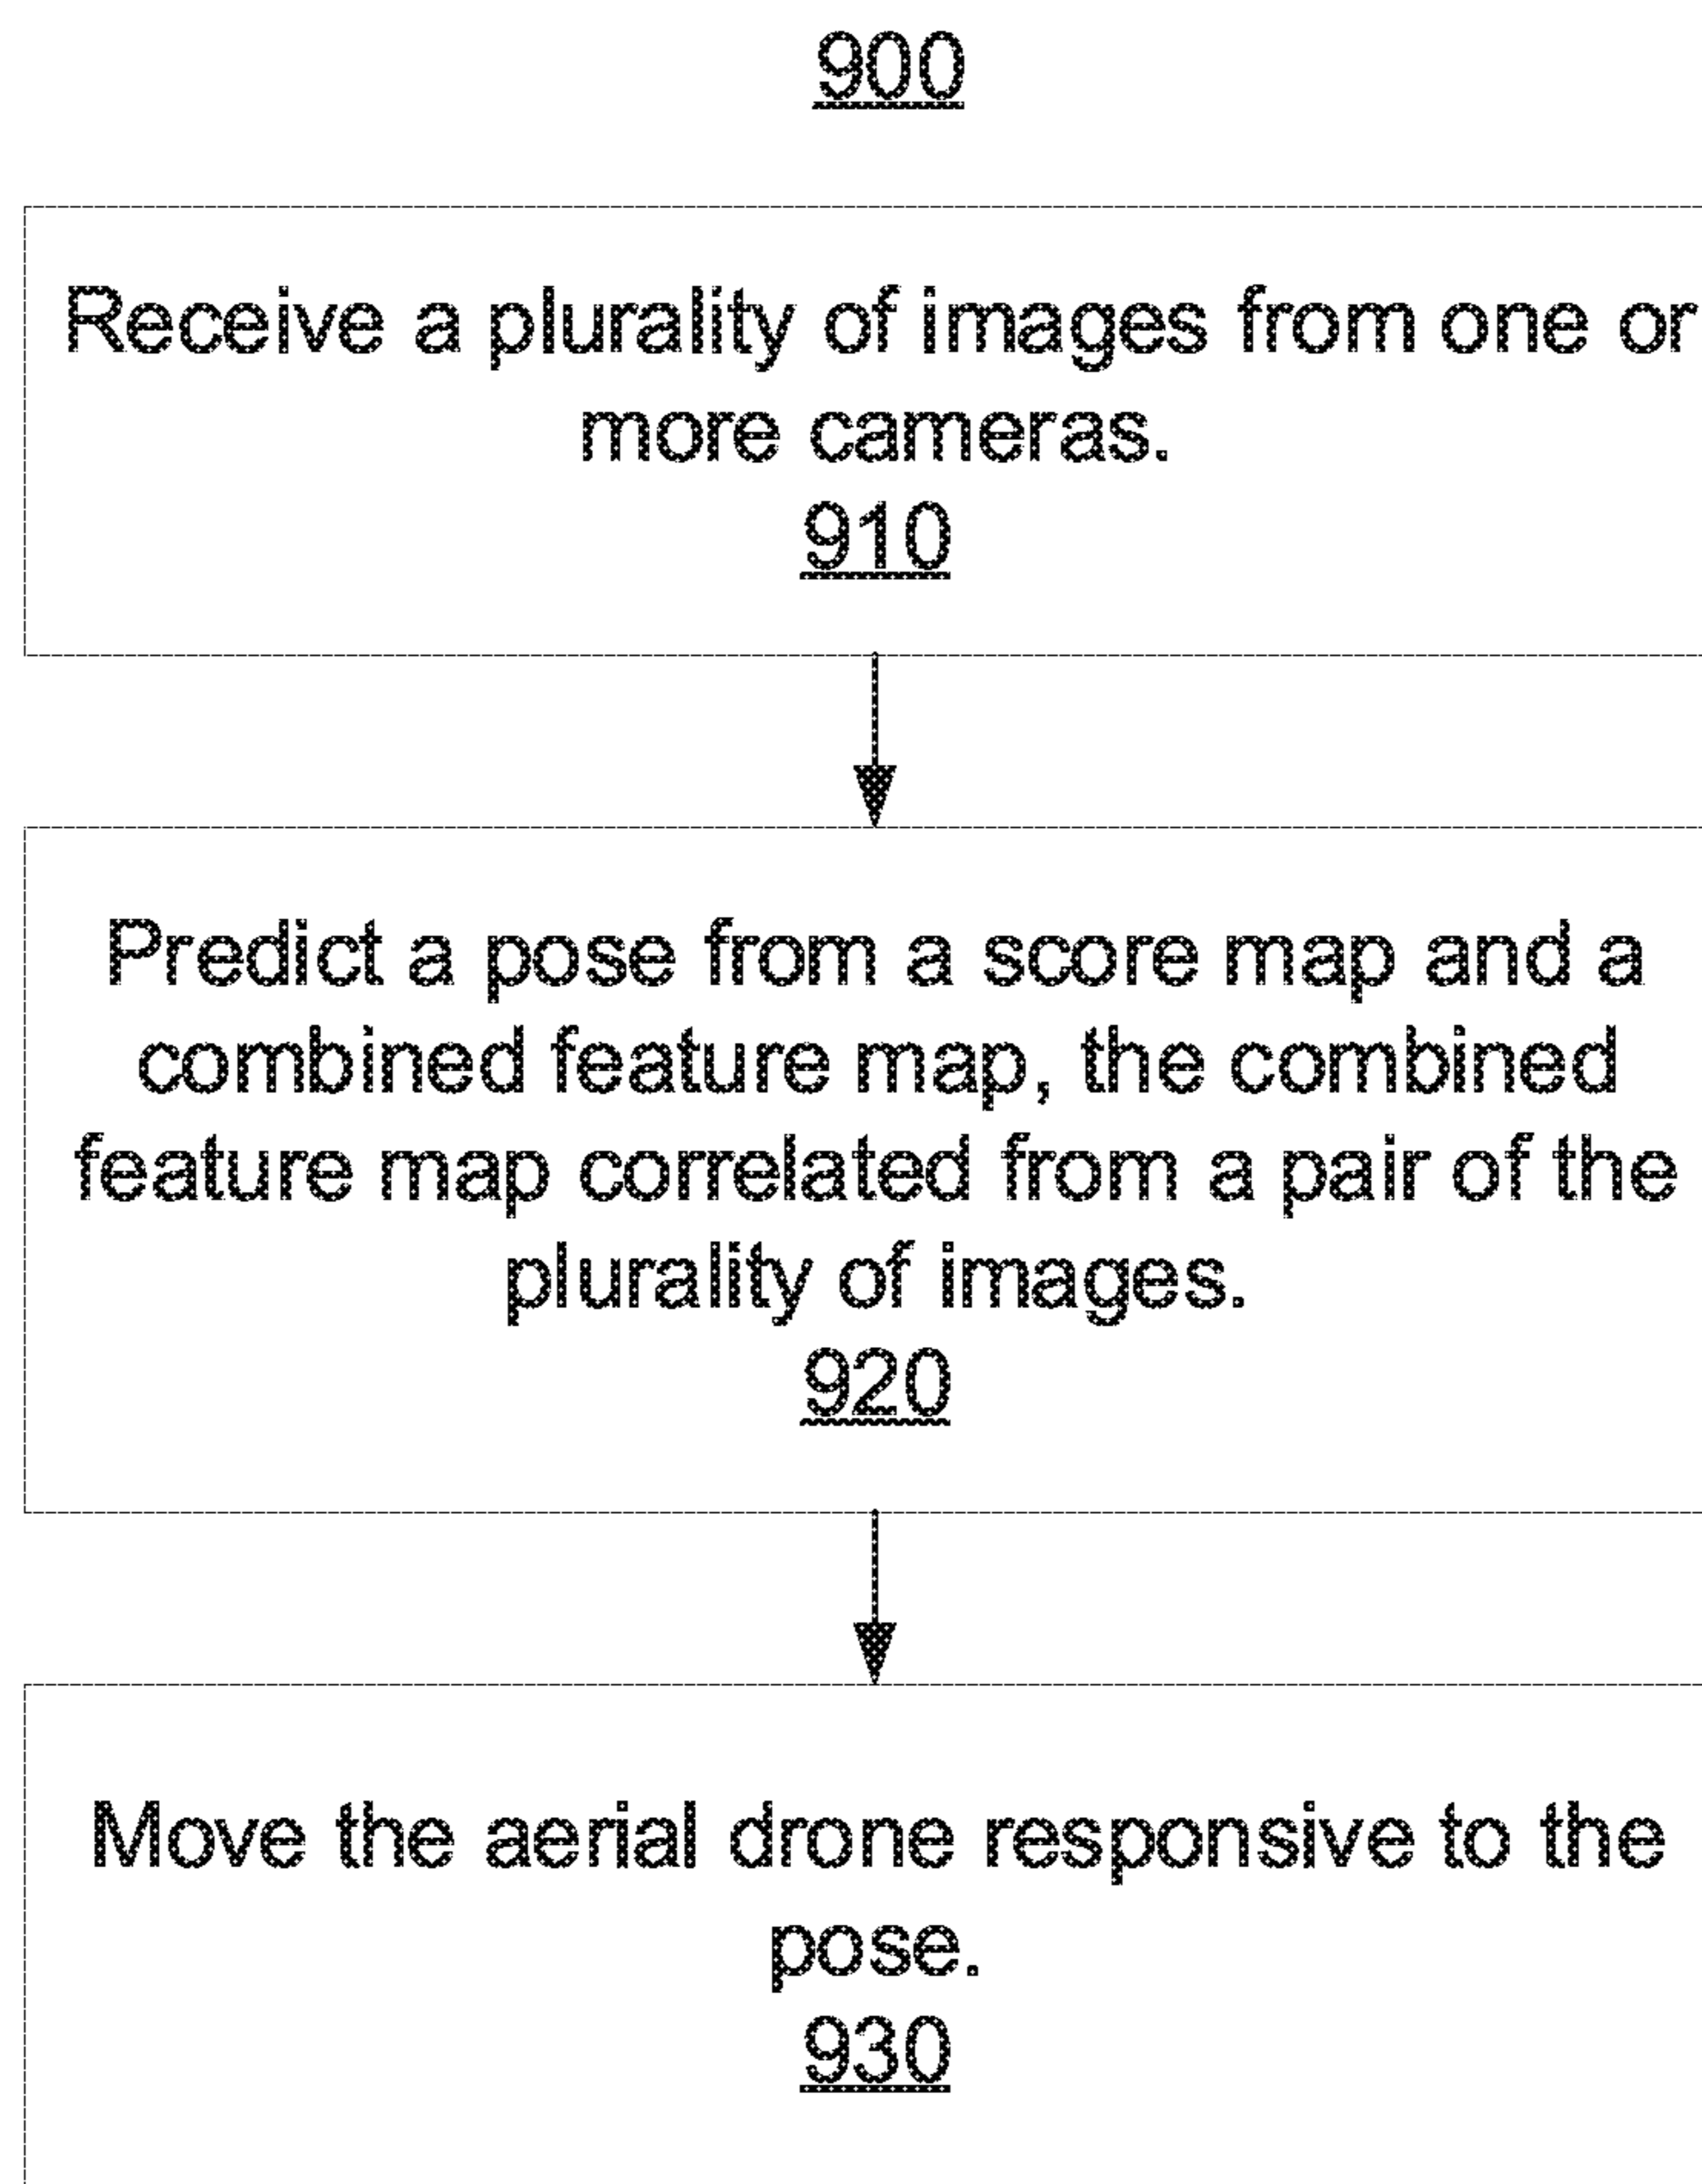 900
Receive a plurality of images from one or
more cameras.
910
Predict a pose from a score map and a
combined feature map, the combined
feature map correlated from a pair of the
plurality of images.
920
Move the aerial drone responsive to the
pose.
930